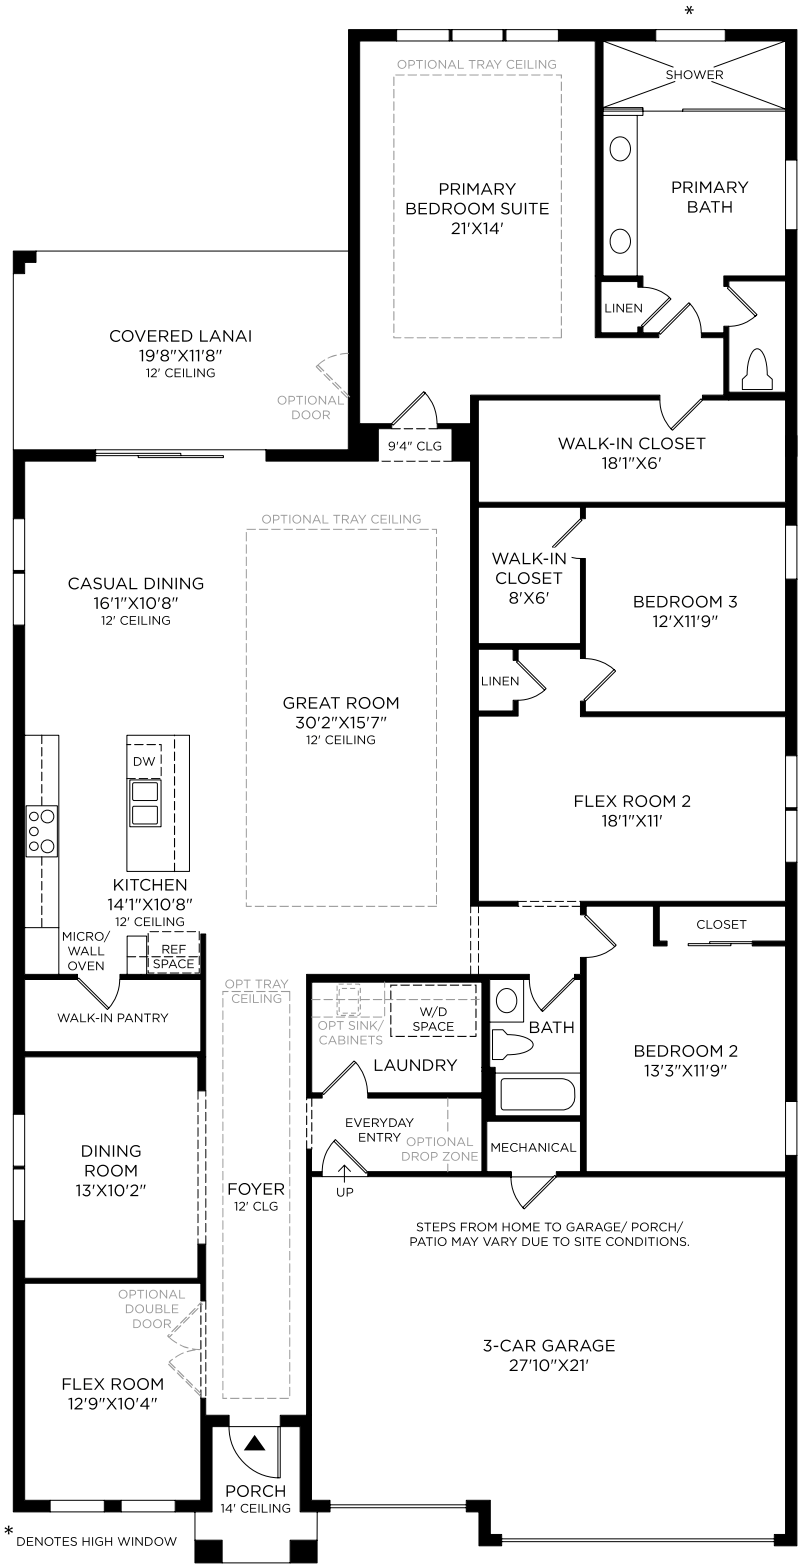 *
OPTIONAL TRAY CEILING
SHOWER
PRIMARY
BEDROOM SUITE
21'X14'
PRIMARY
BATH
LINEN
COVERED LANAI
19'8"X11'8"
12' CEILING
OPTIONAL
DOOR
9'4" CLG
WALK-IN CLOSET
18'1"X6'
OPTIONAL TRAY CEILING
WALK-IN
CLOSET
8'X6'
CASUAL DINING
16'1"X10'8"
12' CEILING
BEDROOM 3
12'X11'9"
LINEN
GREAT ROOM
30'2"X15'7"
12' CEILING
DW
FLEX ROOM 2
18'1"X11'
KITCHEN
14'1"X10'8"
12' CEILING
MICRO/
WALL
OVEN
REF
SPACE
CLOSET
OPT TRAY
CEILING
WALK-IN PANTRY
OPT SINK/
CABINETS
W/D
SPACE
LAUNDRY
BATH
BEDROOM 2
13'3"X11'9"
EVERYDAY
ENTRY
OPTIONAL
DROP ZONE
MECHANICAL
DINING
ROOM
13'X10'2"
FOYER
12' CLG
UP
STEPS FROM HOME TO GARAGE/ PORCH/
PATIO MAY VARY DUE TO SITE CONDITIONS.
OPTIONAL
DOUBLE
DOOR
3-CAR GARAGE
27'10"X21'
FLEX ROOM
12'9"X10'4"
PORCH
14' CEILING
* DENOTES HIGH WINDOW